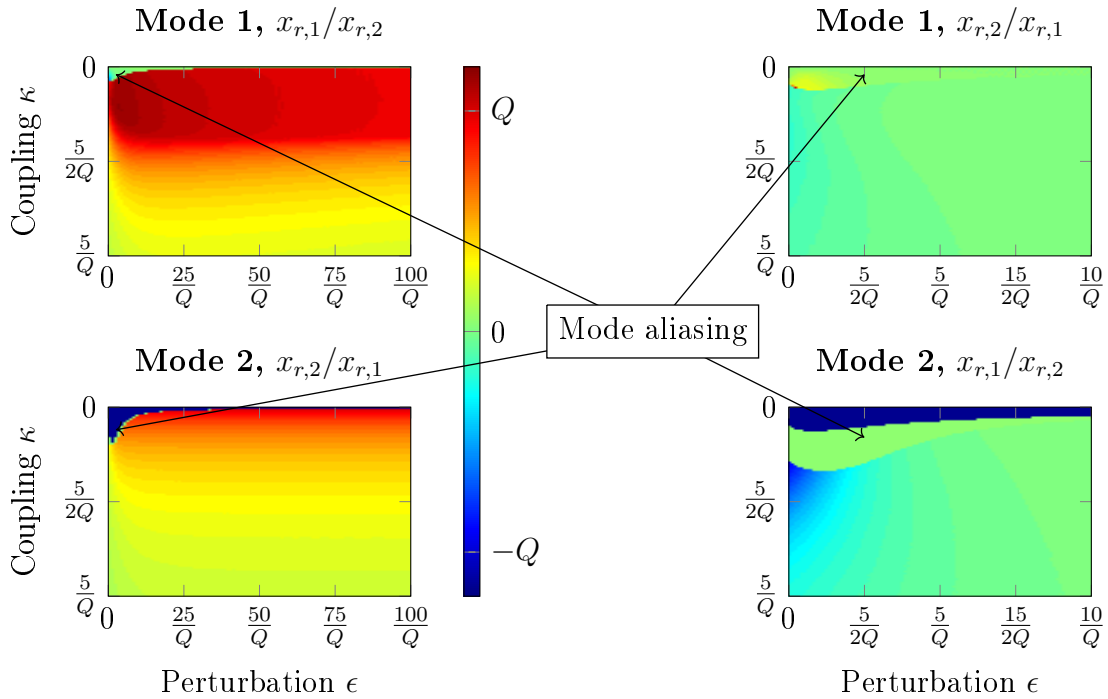 Mode 1, x_{r,1}/x_{r,2}
Mode 1, x_{r,2}/x_{r,1}
Coupling κ
0
5/2Q
5/Q
0
25/Q
50/Q
75/Q
100/Q
Q
0
−Q
0
5/2Q
5/Q
0
5/2Q
5/Q
15/2Q
10/Q
Mode aliasing
Mode 2, x_{r,2}/x_{r,1}
Mode 2, x_{r,1}/x_{r,2}
Coupling κ
0
5/2Q
5/Q
0
25/Q
50/Q
75/Q
100/Q
Perturbation ϵ
0
5/2Q
5/Q
0
5/2Q
5/Q
15/2Q
10/Q
Perturbation ϵ